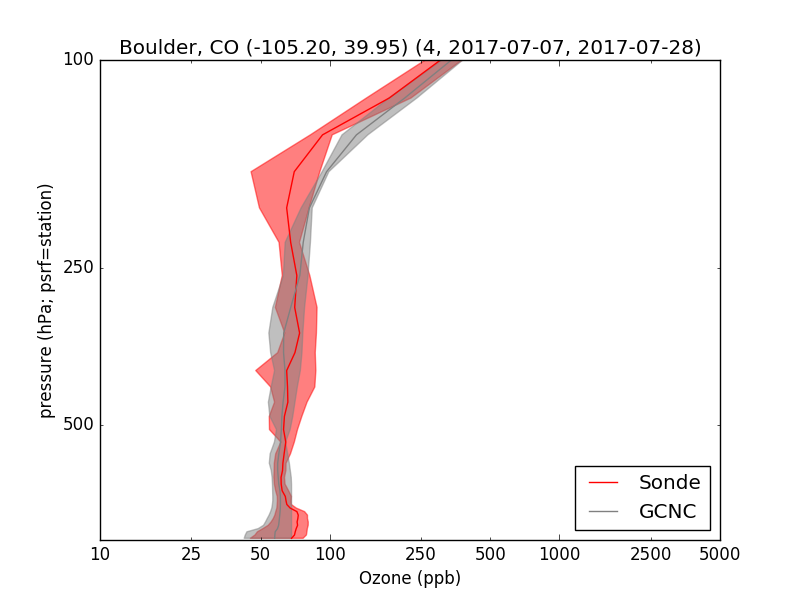 Boulder, CO (-105.20, 39.95) (4, 2017-07-07, 2017-07-28)
100
250
500
pressure (hPa; psrf=station)
Sonde
GCNC
10 25 50 100 250 500 1000 2500 5000
Ozone (ppb)